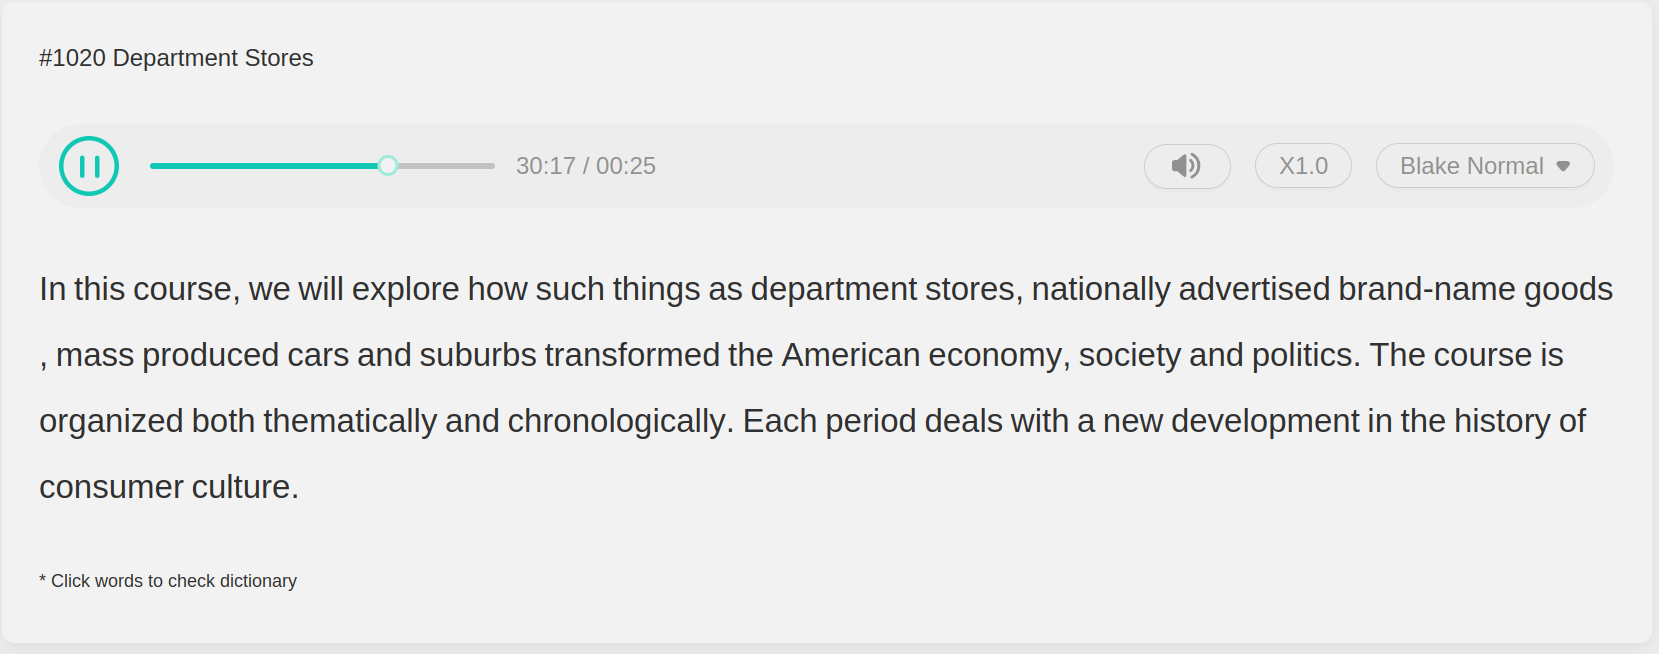 #1020 Department Stores
30:17 / 00:25
X1.0
Blake Normal
In this course, we will explore how such things as department stores, nationally advertised brand-name goods
, mass produced cars and suburbs transformed the American economy, society and politics. The course is
organized both thematically and chronologically. Each period deals with a new development in the history of
consumer culture.
* Click words to check dictionary